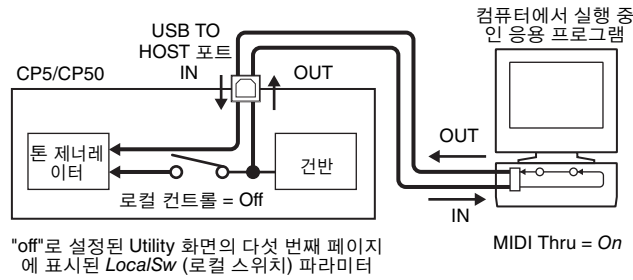 컴퓨터에서 실행 중
인 응용 프로그램
USB TO
HOST 포트
IN
OUT
CP5/CP50
톤 제너레
이터
건반
로컬 컨트롤 = Off
OUT
IN
"off"로 설정된 Utility 화면의 다섯 번째 페이지
에 표시된 LocalSw (로컬 스위치) 파라미터
MIDI Thru = On